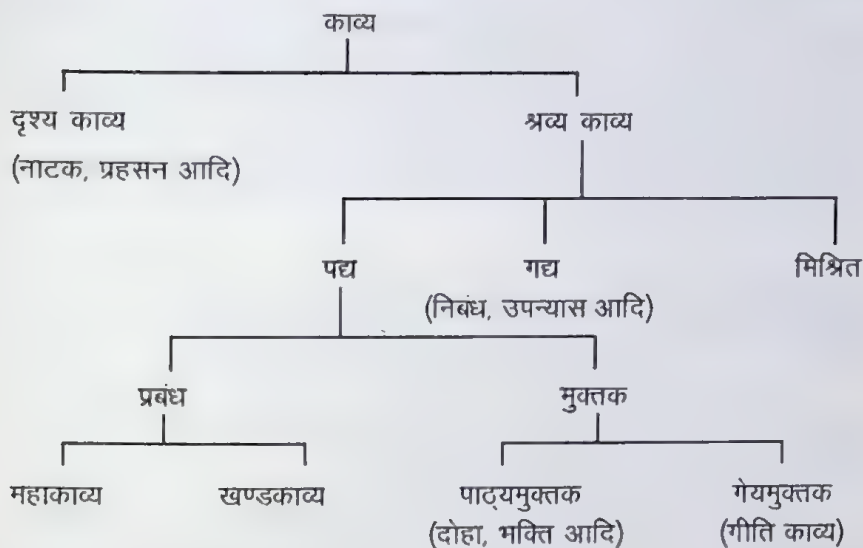 काव्य
दृश्य काव्य श्रव्य काव्य
(नाटक, प्रहसन आदि)
पद्य गद्य मिश्रित
(निबंध, उपन्यास आदि)
प्रबंध मुक्तक
महाकाव्य खण्डकाव्य पाठ्यमुक्तक गेयमुक्तक
(दोहा, भक्ति आदि) (गीति काव्य)